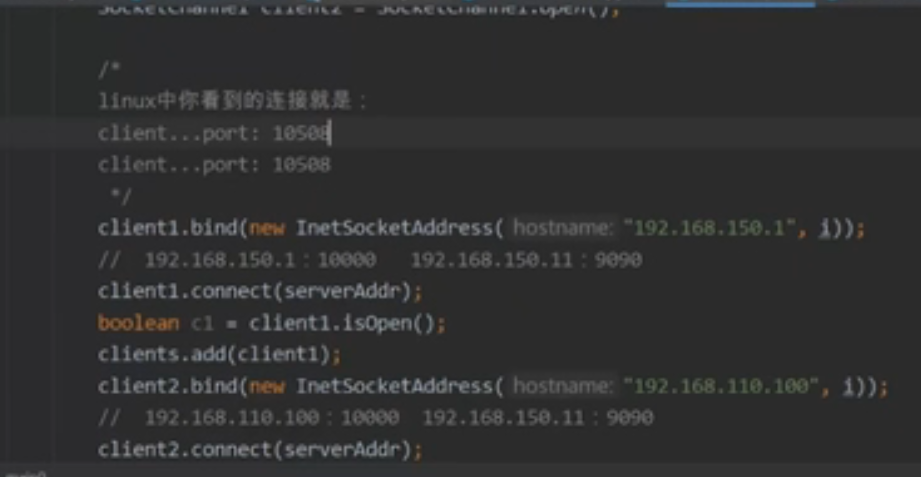 SocketChannel client2 = SocketChannel.open();
/*
linux中你看到的连接就是：
client...port: 10508
client...port: 10508
*/
client1.bind(new InetSocketAddress( hostname: "192.168.150.1", i));
// 192.168.150.1：10000 192.168.150.11：9090
client1.connect(serverAddr);
boolean c1 = client1.isOpen();
clients.add(client1);
client2.bind(new InetSocketAddress( hostname: "192.168.110.100", i));
// 192.168.110.100：10000 192.168.150.11：9090
client2.connect(serverAddr);